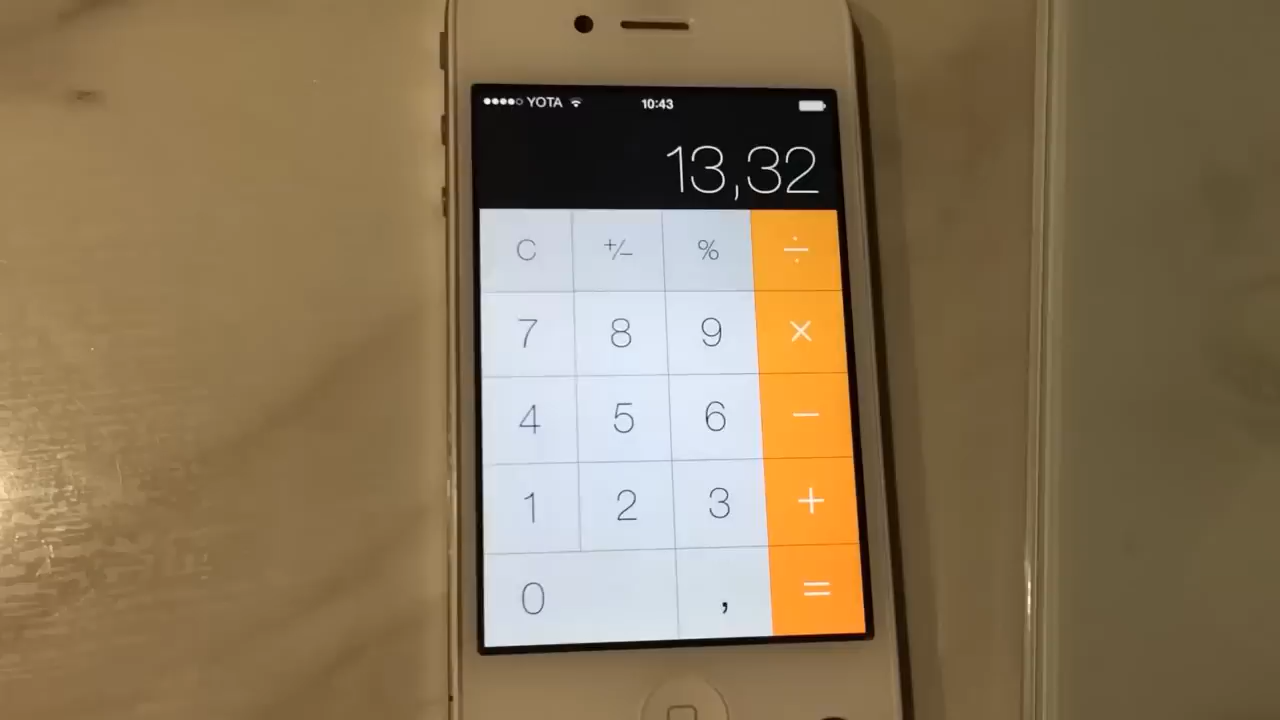 YOTA 10:43
13,32
C +/− % ÷
7 8 9 ×
4 5 6 −
1 2 3 +
0 , =